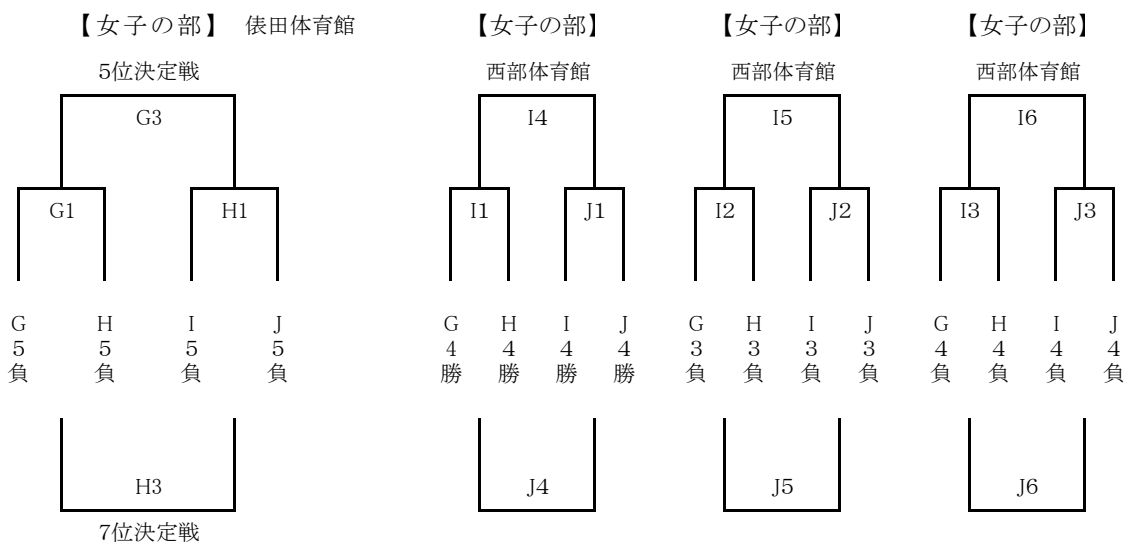 【女子の部】 俵田体育館 【女子の部】 【女子の部】 【女子の部】
5位決定戦 西部体育館 西部体育館 西部体育館
G3 I4 I5 I6
G1 H1 I1 J1 I2 J2 I3 J3
G H I J G H I J G H I J G H I J
5 5 5 5 4 4 4 4 3 3 3 3 4 4 4 4
負 負 負 負 勝 勝 勝 勝 負 負 負 負 負 負 負 負
H3 J4 J5 J6
7位決定戦